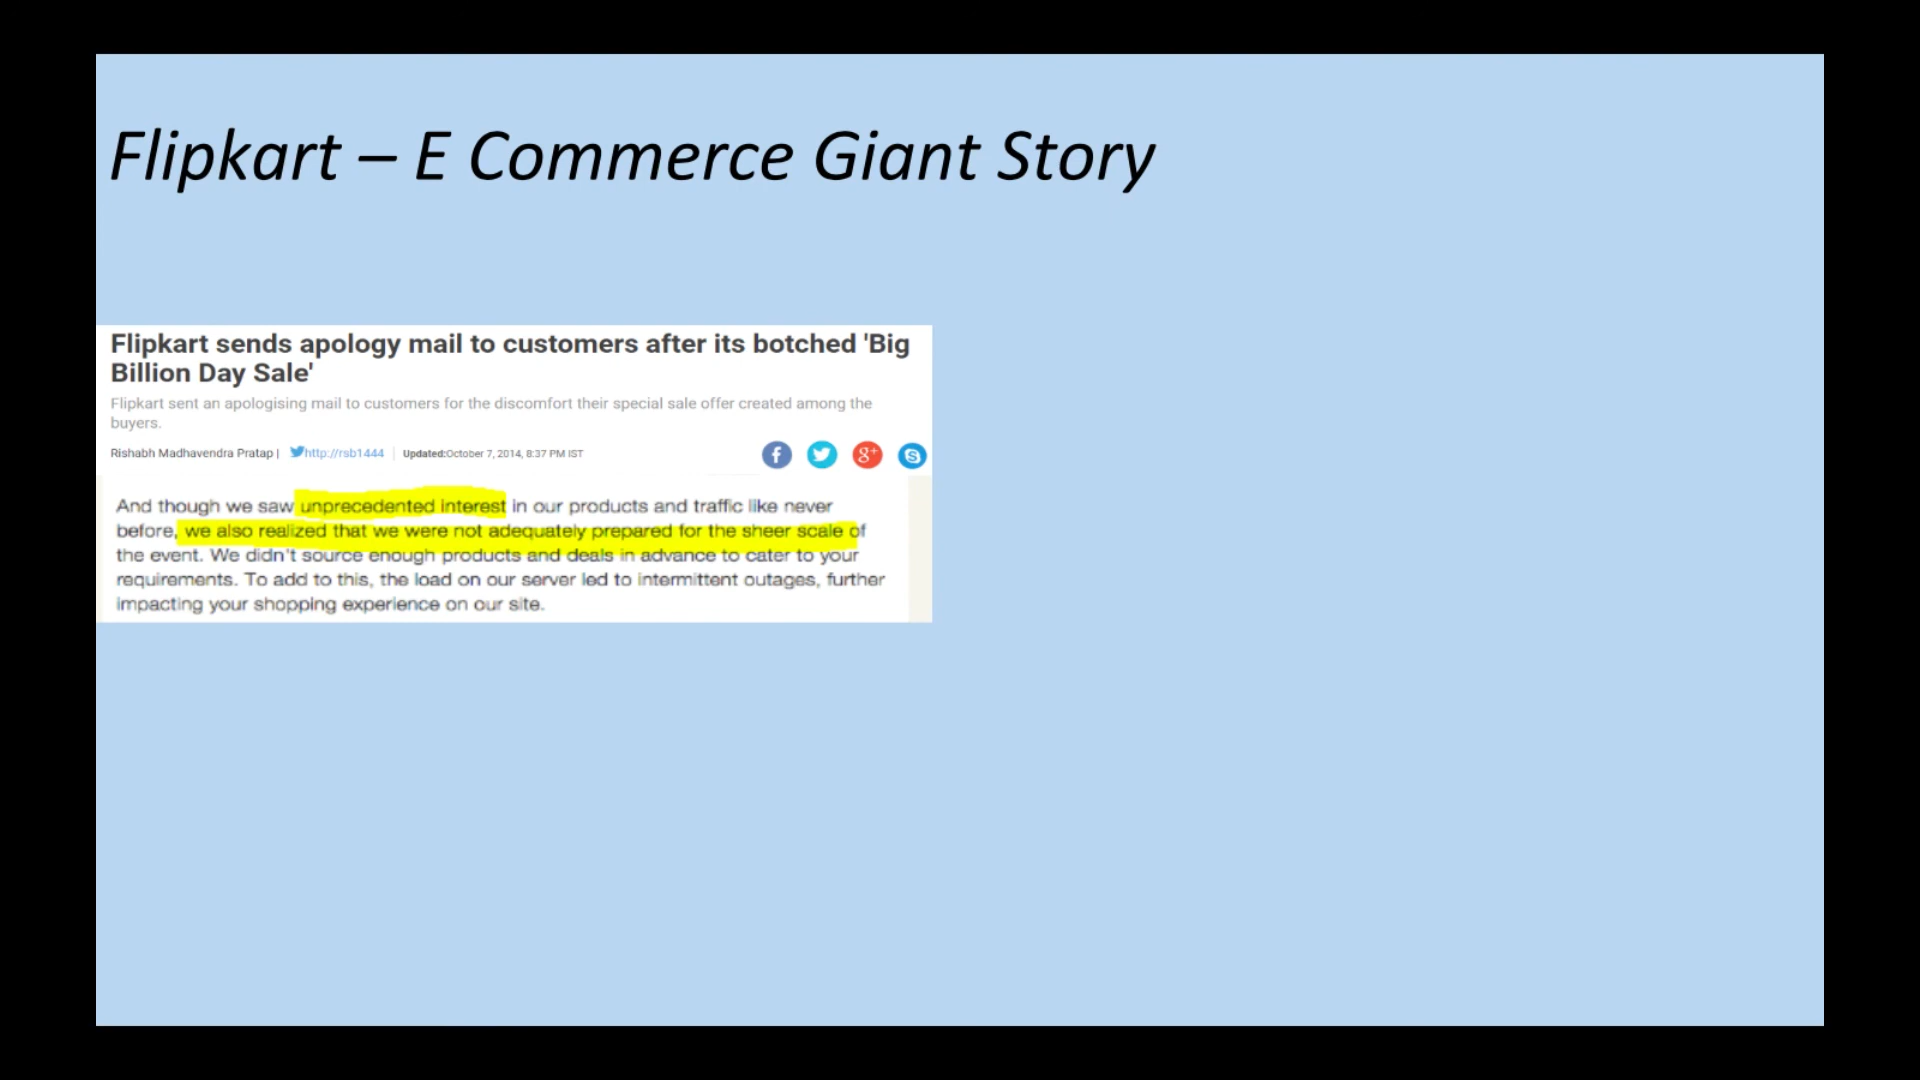 Flipkart – E Commerce Giant Story
Flipkart sends apology mail to customers after its botched 'Big
Billion Day Sale'
Flipkart sent an apologising mail to customers for the discomfort their special sale offer created among the
buyers.
Rishabh Madhavendra Pratap | http://rsb1444 | Updated:October 7, 2014, 8:37 PM IST
And though we saw unprecedented interest in our products and traffic like never
before, we also realized that we were not adequately prepared for the sheer scale of
the event. We didn't source enough products and deals in advance to cater to your
requirements. To add to this, the load on our server led to intermittent outages, further
impacting your shopping experience on our site.